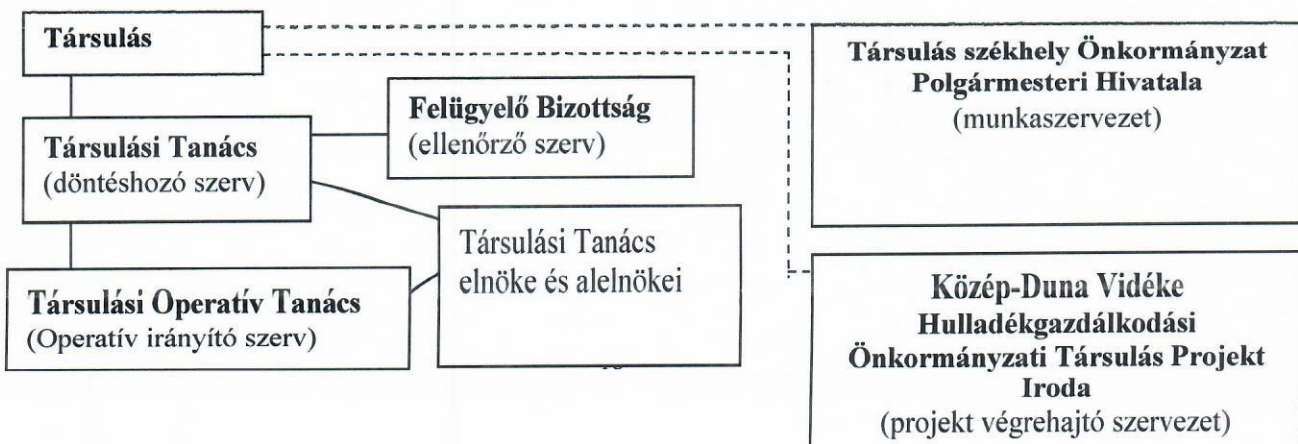 Társulás
Társulási Tanács
(döntéshozó szerv)
Társulási Operatív Tanács
(Operatív irányító szerv)
Felügyelő Bizottság
(ellenőrző szerv)
Társulási Tanács
elnöke és alelnökei
Társulás székhely Önkormányzat
Polgármesteri Hivatala
(munkaszervezet)
Közép-Duna Vidéke
Hulladékgazdálkodási
Önkormányzati Társulás Projekt
Iroda
(projekt végrehajtó szervezet)